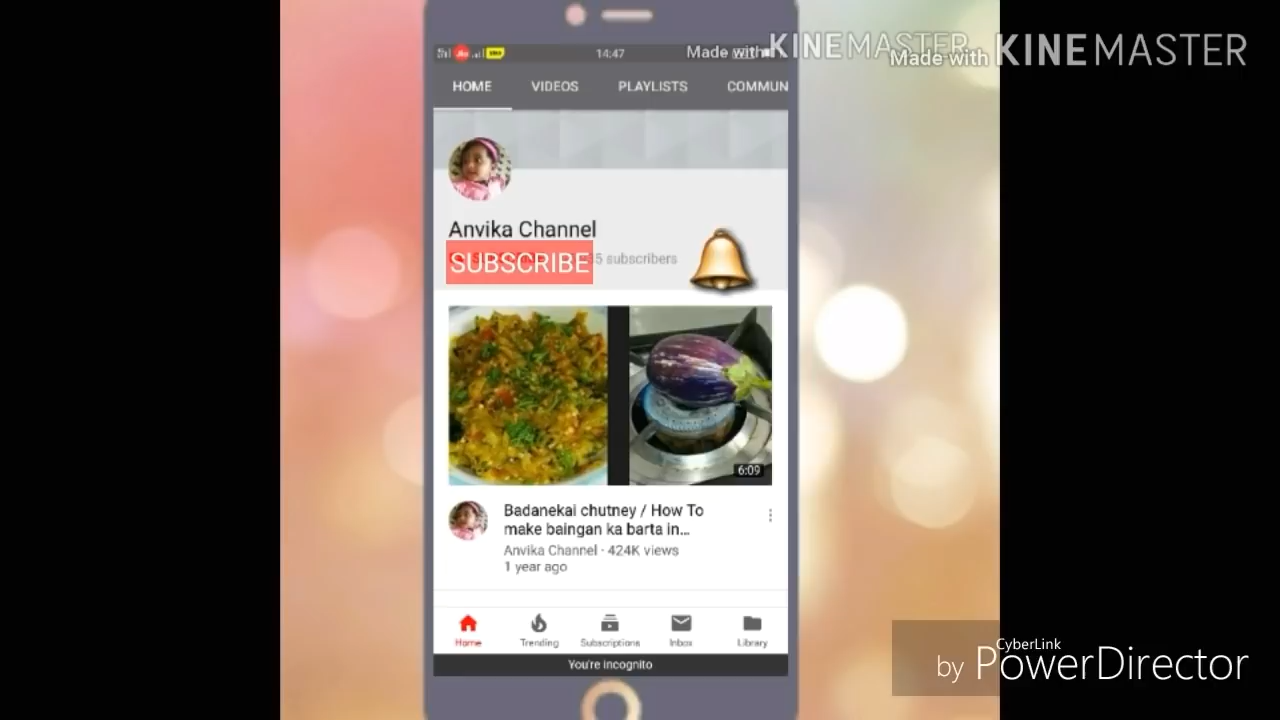 14:47
Made with KINEMASTER
Made with KINEMASTER
HOME VIDEOS PLAYLISTS COMMUN
Anvika Channel
SUBSCRIBE 35 subscribers
6:09
Badanekai chutney / How To
make baingan ka barta in...
Anvika Channel · 424K views
1 year ago
Home Trending Subscriptions Inbox Library
You're incognito
CyberLink
by PowerDirector